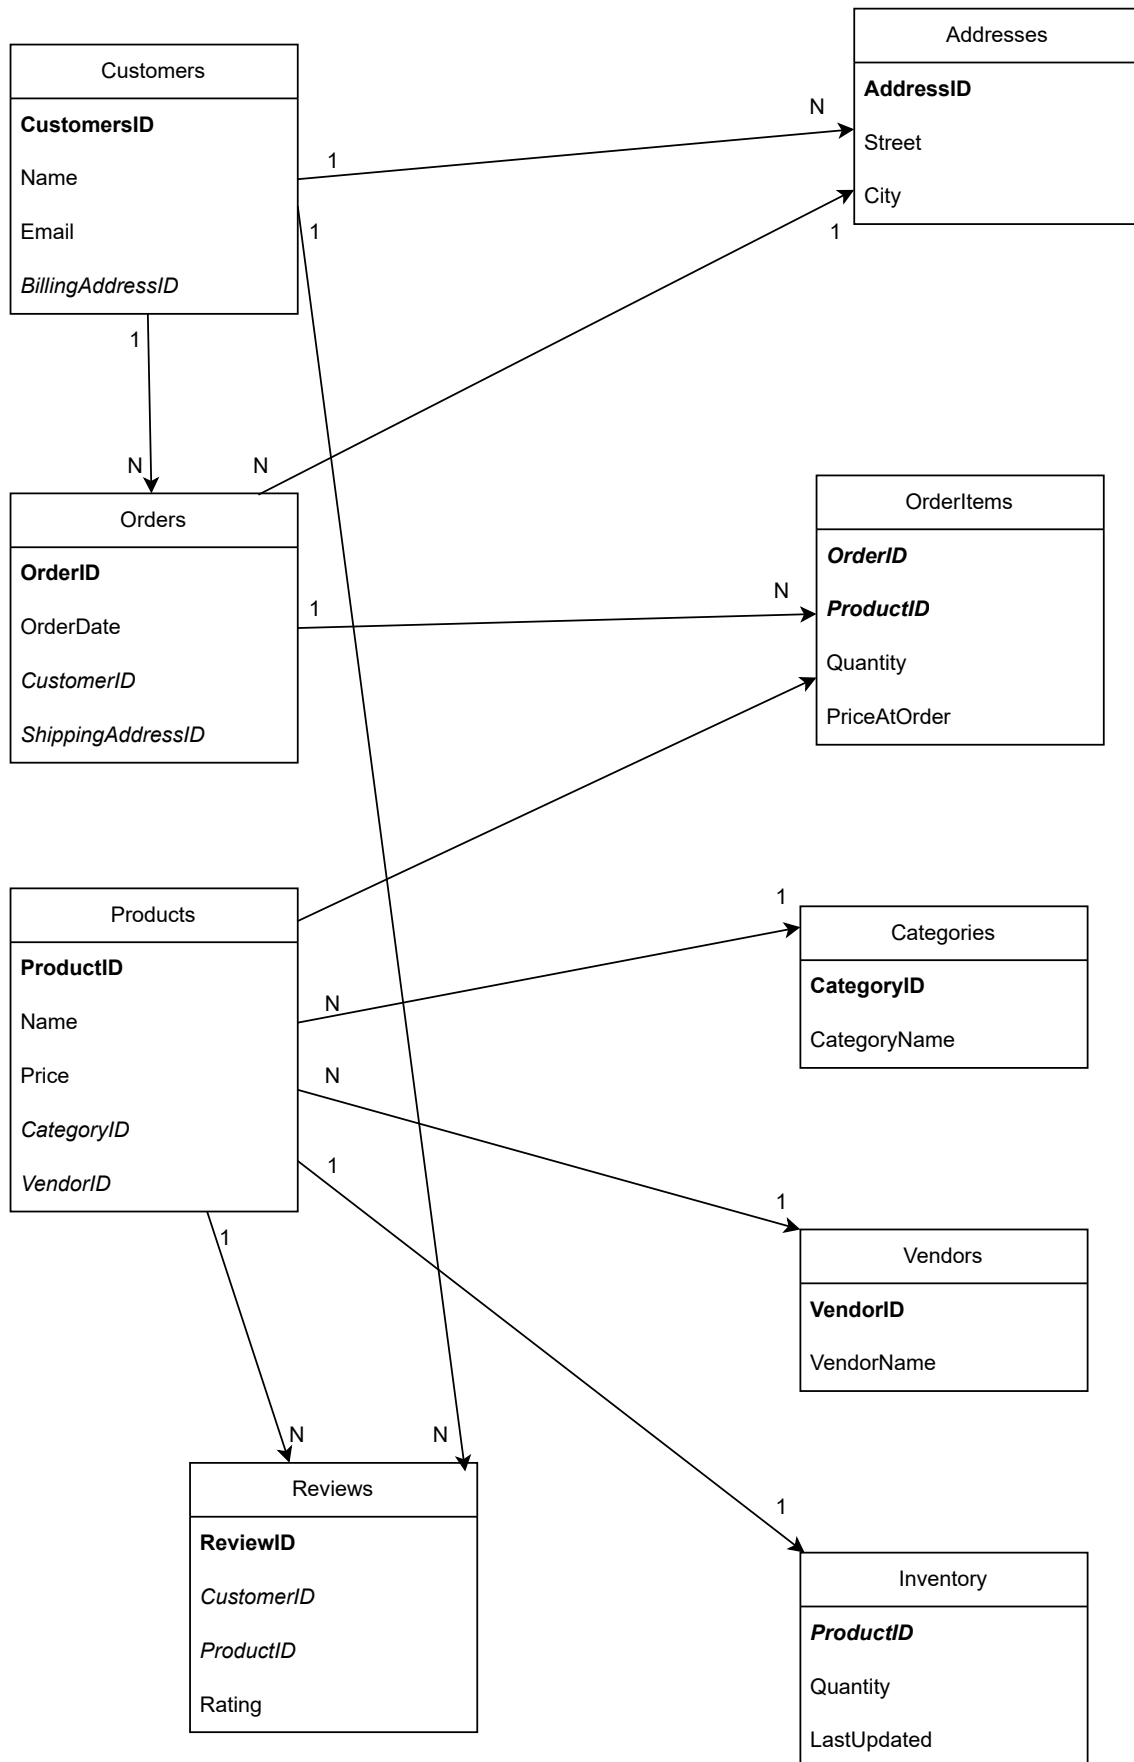 Customers
CustomersID
Name
Email
BillingAddressID
Addresses
AddressID
Street
City
1
N
1
1
1
N
N
Orders
OrderID
OrderDate
CustomerID
ShippingAddressID
1
N
OrderItems
OrderID
ProductID
Quantity
PriceAtOrder
Products
ProductID
Name
Price
CategoryID
VendorID
1
N
Categories
CategoryID
CategoryName
N
1
Vendors
VendorID
VendorName
1
1
N
N
Reviews
ReviewID
CustomerID
ProductID
Rating
1
Inventory
ProductID
Quantity
LastUpdated